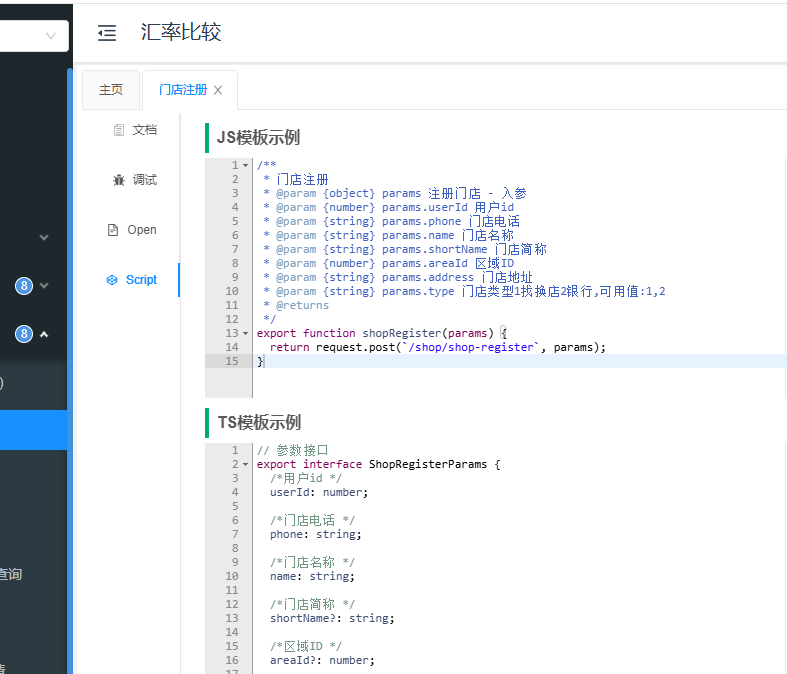 汇率比较
主页
门店注册
文档
调试
Open
Script
8
8
)
查询
JS模板示例
1 /**
2 * 门店注册
3 * @param {object} params 注册门店 - 入参
4 * @param {number} params.userId 用户id
5 * @param {string} params.phone 门店电话
6 * @param {string} params.name 门店名称
7 * @param {string} params.shortName 门店简称
8 * @param {number} params.areaId 区域ID
9 * @param {string} params.address 门店地址
10 * @param {string} params.type 门店类型1找换店2银行,可用值:1,2
11 * @returns
12 */
13 export function shopRegister(params) {
14 return request.post(`/shop/shop-register`, params);
15 }
TS模板示例
1 // 参数接口
2 export interface ShopRegisterParams {
3 /*用户id */
4 userId: number;
5
6 /*门店电话 */
7 phone: string;
8
9 /*门店名称 */
10 name: string;
11
12 /*门店简称 */
13 shortName?: string;
14
15 /*区域ID */
16 areaId?: number;
17